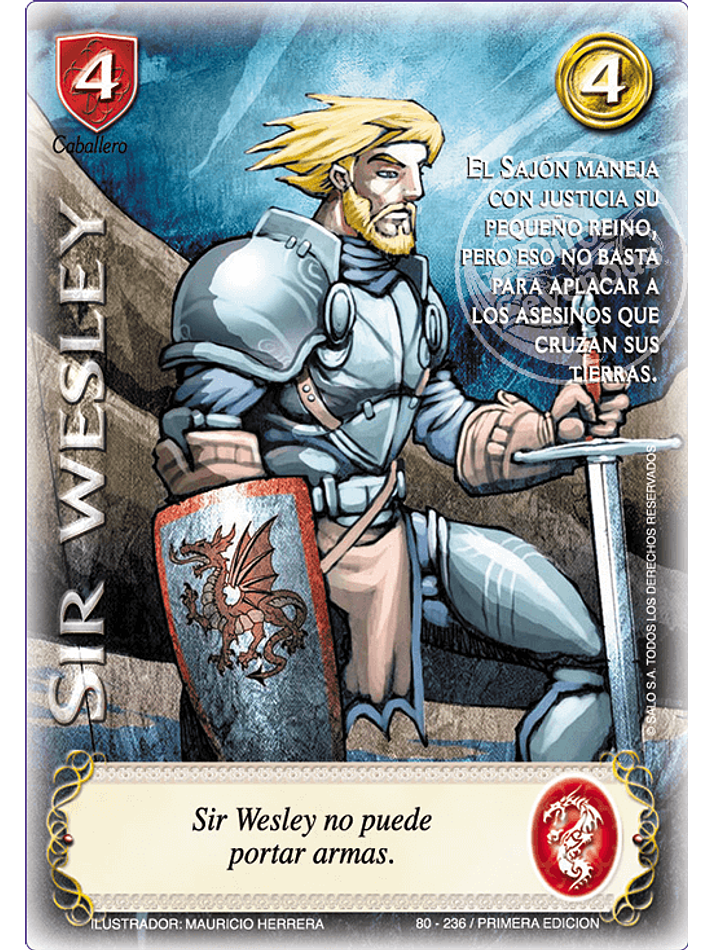 4
4
Caballero
SIR WESLEY
EL SAJÓN MANEJA
CON JUSTICIA SU
PEQUEÑO REINO,
PERO ESO NO BASTA
PARA APLACAR A
LOS ASESINOS QUE
CRUZAN SUS
TIERRAS.
© SALO S.A. TODOS LOS DERECHOS RESERVADOS
Sir Wesley no puede
portar armas.
ILUSTRADOR: MAURICIO HERRERA
80 - 236 / PRIMERA EDICION